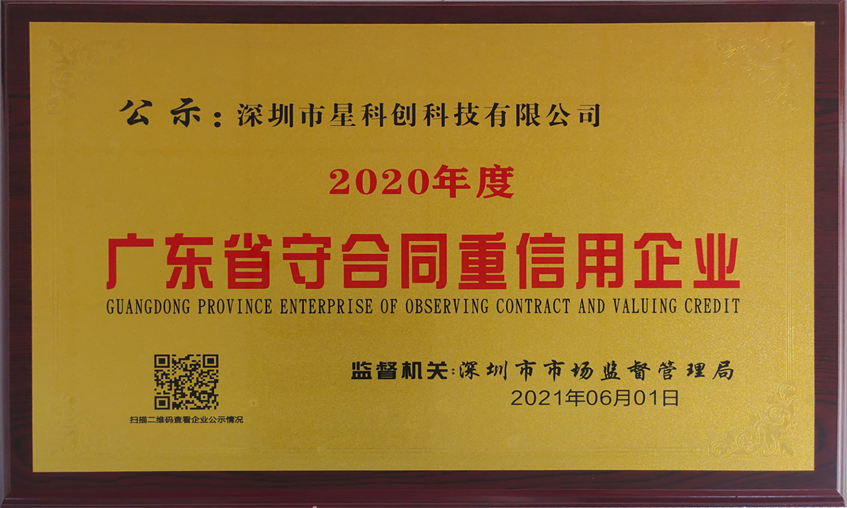 公示：深圳市星科创科技有限公司
2020年度
广东省守合同重信用企业
GUANGDONG PROVINCE ENTERPRISE OF OBSERVING CONTRACT AND VALUING CREDIT
监督机关:深圳市市场监督管理局
2021年06月01日
扫描二维码查看企业公示情况